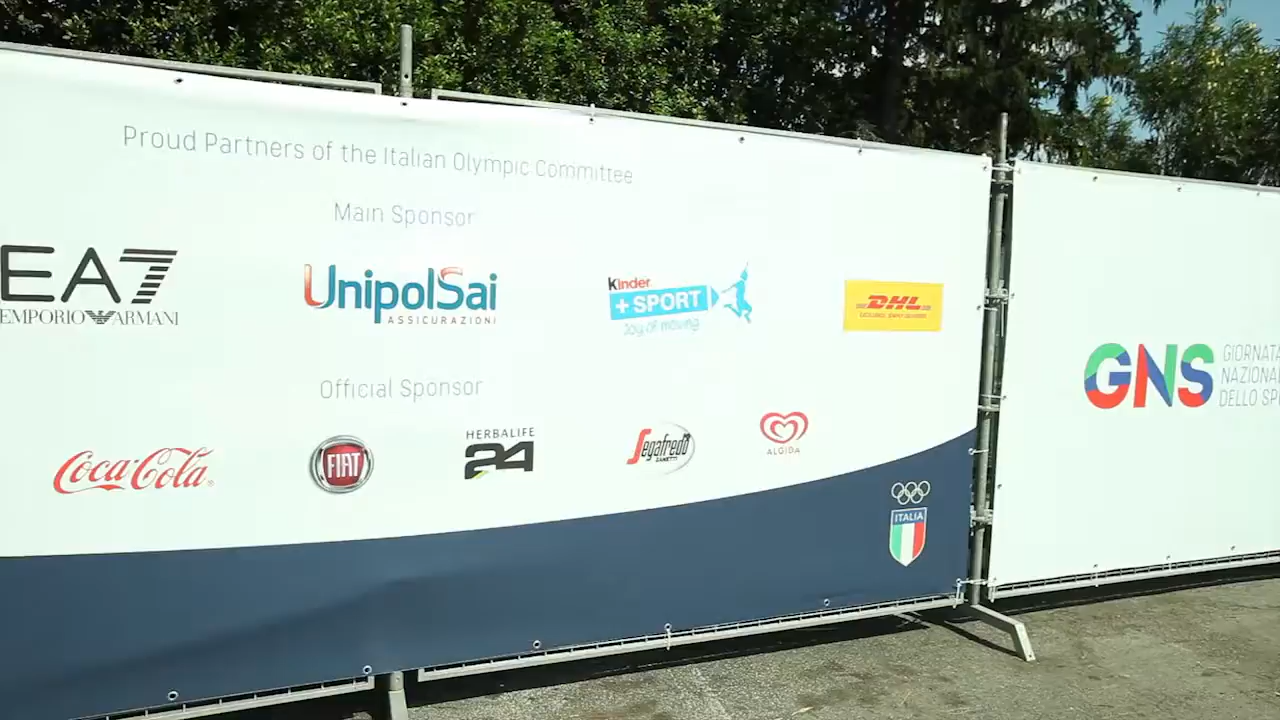 Proud Partners of the Italian Olympic Committee
Main Sponsor
EA7
EMPORIO ARMANI
UnipolSai
ASSICURAZIONI
Kinder
+SPORT
Joy of moving
DHL
Official Sponsor
Coca-Cola
FIAT
HERBALIFE
24
Segafredo
ZANETTI
ALGIDA
ITALIA
GNS
GIORNATA
NAZIONAL
DELLO SP